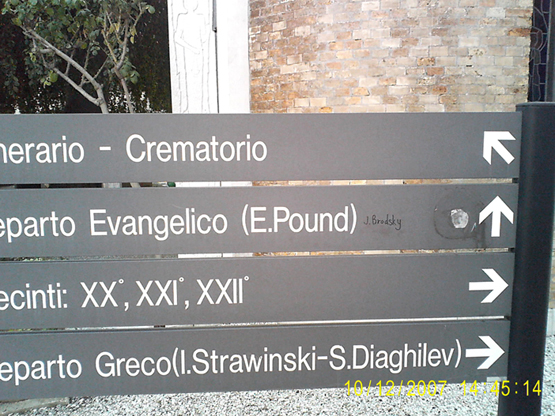 nerario - Crematorio
eparto Evangelico (E.Pound) J.Brodsky
ecinti: XX°, XXI°, XXII°
eparto Greco(I.Strawinski-S.Diaghilev)
10/12/2007 14:45:14